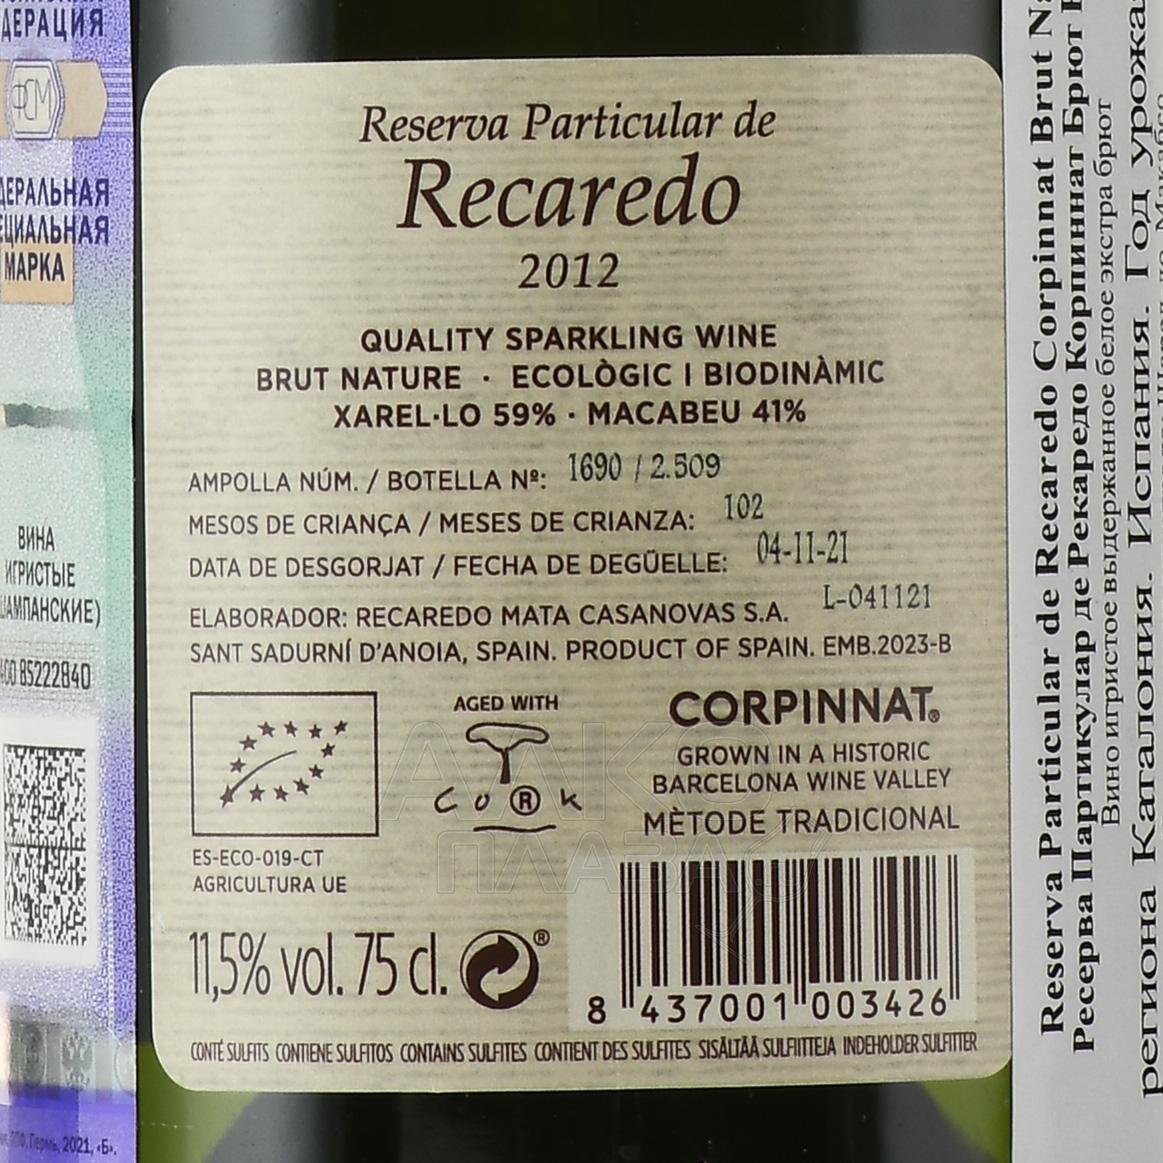 МАРКА
ВИНА
ИГРИСТЫЕ
85222840
Пермь, 2021, «Б».
Reserva Particular de
Recaredo
2012
QUALITY SPARKLING WINE
BRUT NATURE · ECOLÒGIC I BIODINÀMIC
XAREL·LO 59% · MACABEU 41%
AMPOLLA NÚM. / BOTELLA Nº: 1690 / 2.509
MESOS DE CRIANÇA / MESES DE CRIANZA: 102
DATA DE DESGORJAT / FECHA DE DEGÜELLE: 04-11-21
L-041121
ELABORADOR: RECAREDO MATA CASANOVAS S.A.
SANT SADURNÍ D'ANOIA, SPAIN. PRODUCT OF SPAIN. EMB.2023-B
AGED WITH
CO®K
CORPINNAT®
GROWN IN A HISTORIC
BARCELONA WINE VALLEY
MÈTODE TRADICIONAL
ES-ECO-019-CT
AGRICULTURA UE
11,5% vol. 75 cl. ®
8 437001 003426
CONTÉ SULFITS CONTIENE SULFITOS CONTAINS SULFITES CONTIENT DES SULFITES SISÄLTÄÄ SULFIITTEJA INDEHOLDER SULFITTER
Reserva Particular de Recaredo Corpinnat Brut
Ресерва Партикулар де Рекаредо Корпиннат Брют
Вино игристое выдержанное белое экстра брют
региона Каталония. Испания. Год